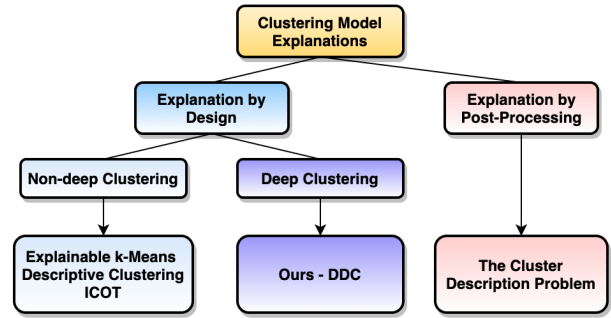 Clustering Model
Explanations
Explanation by
Design
Explanation by
Post-Processing
Non-deep Clustering
Deep Clustering
Explainable k-Means
Descriptive Clustering
ICOT
Ours - DDC
The Cluster
Description Problem